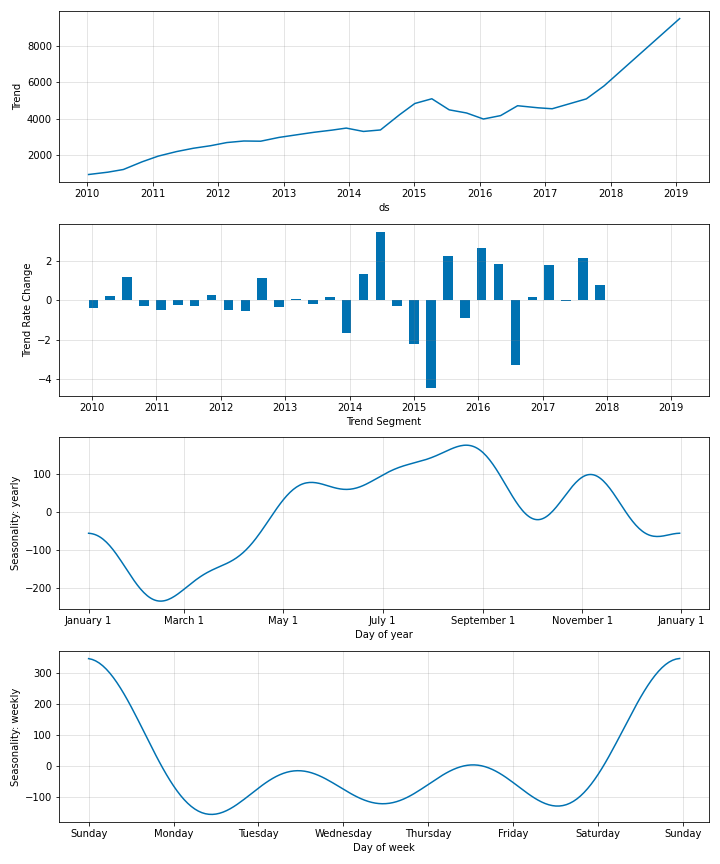 8000
6000
4000
2000
Trend
2010 2011 2012 2013 2014 2015 2016 2017 2018 2019
ds
2
0
−2
−4
Trend Rate Change
2010 2011 2012 2013 2014 2015 2016 2017 2018 2019
Trend Segment
100
0
−100
−200
Seasonality: yearly
January 1 March 1 May 1 July 1 September 1 November 1 January 1
Day of year
300
200
100
0
−100
Seasonality: weekly
Sunday Monday Tuesday Wednesday Thursday Friday Saturday Sunday
Day of week